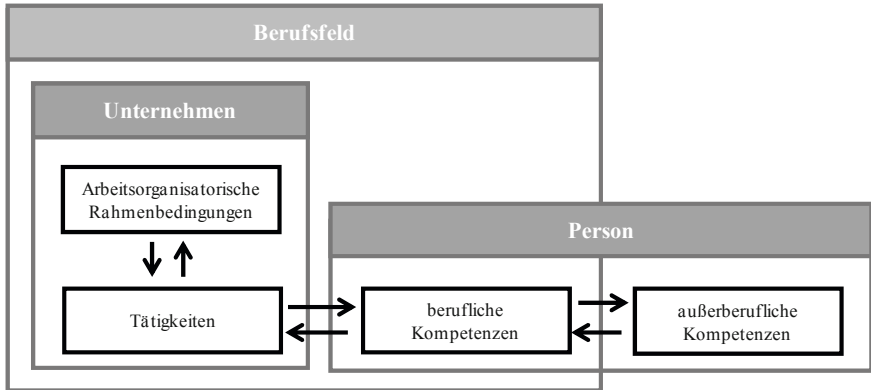 Berufsfeld
Unternehmen
Arbeitsorganisatorische
Rahmenbedingungen
Person
Tätigkeiten
berufliche
Kompetenzen
außerberufliche
Kompetenzen